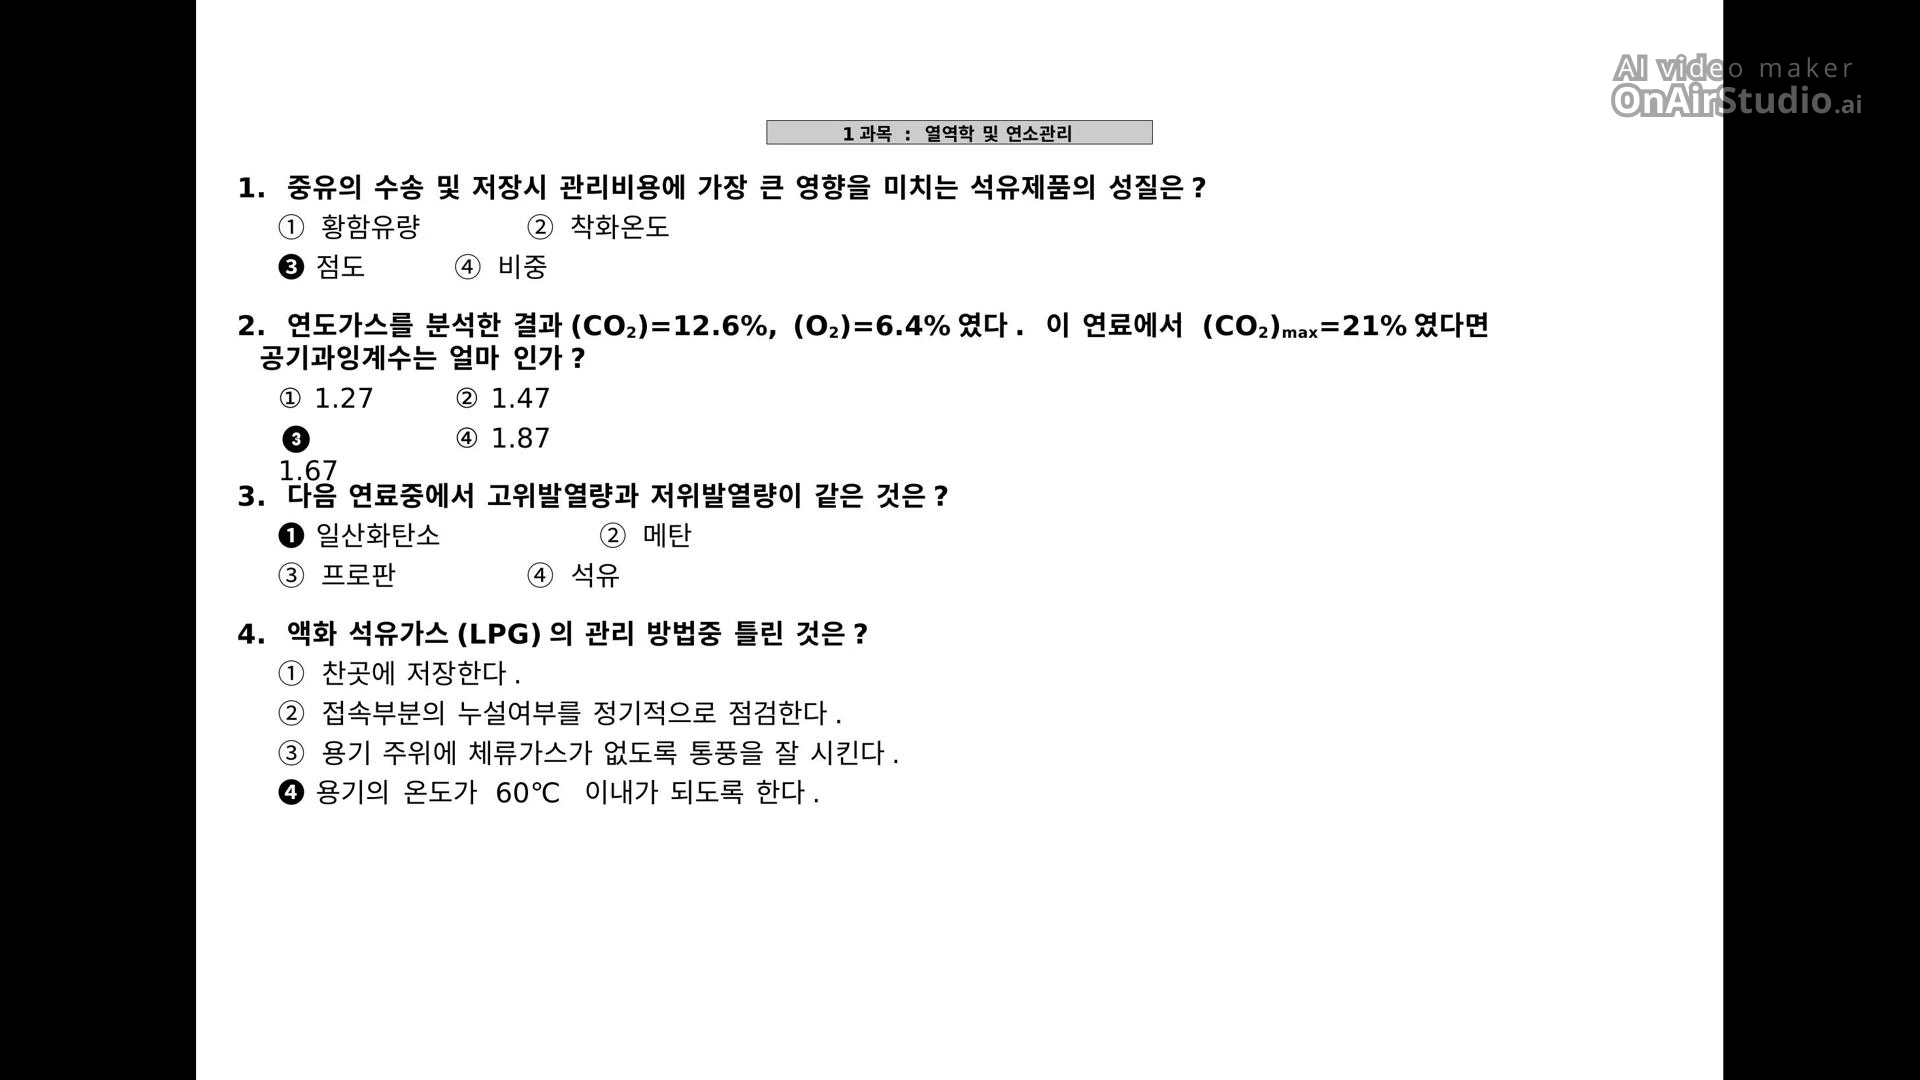 AI video maker
OnAirStudio.ai
1과목 : 열역학 및 연소관리
1. 중유의 수송 및 저장시 관리비용에 가장 큰 영향을 미치는 석유제품의 성질은?
① 황함유량 ② 착화온도
❸ 점도 ④ 비중
2. 연도가스를 분석한 결과(CO₂)=12.6%, (O₂)=6.4%였다. 이 연료에서 (CO₂)max=21%였다면
공기과잉계수는 얼마 인가?
① 1.27 ② 1.47
❸ ④ 1.87
1.67
3. 다음 연료중에서 고위발열량과 저위발열량이 같은 것은?
❶ 일산화탄소 ② 메탄
③ 프로판 ④ 석유
4. 액화 석유가스(LPG)의 관리 방법중 틀린 것은?
① 찬곳에 저장한다.
② 접속부분의 누설여부를 정기적으로 점검한다.
③ 용기 주위에 체류가스가 없도록 통풍을 잘 시킨다.
❹ 용기의 온도가 60℃ 이내가 되도록 한다.